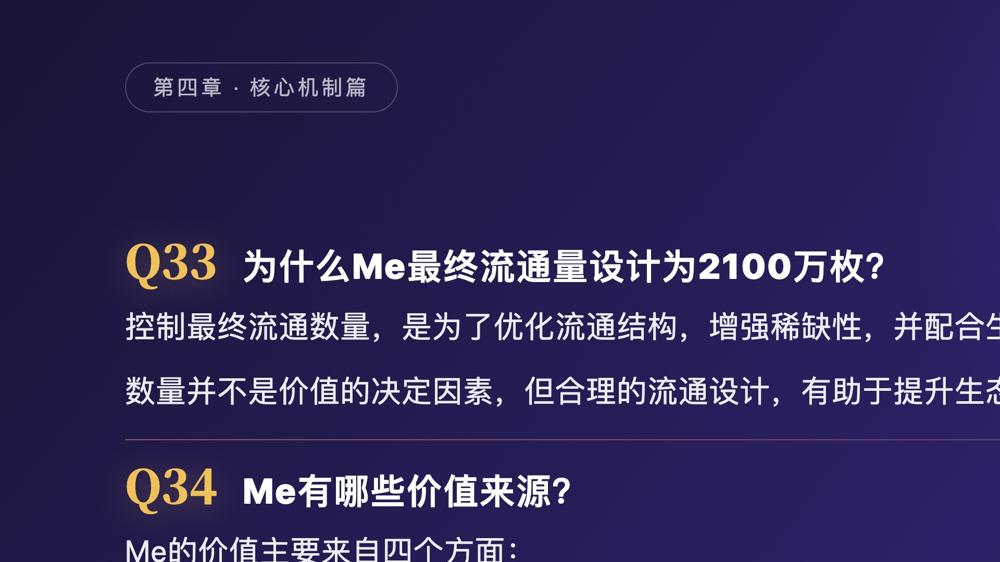 第四章 · 核心机制篇
Q33 为什么Me最终流通量设计为2100万枚？
控制最终流通数量，是为了优化流通结构，增强稀缺性，并配合生
数量并不是价值的决定因素，但合理的流通设计，有助于提升生态
Q34 Me有哪些价值来源？
Me的价值主要来自四个方面：